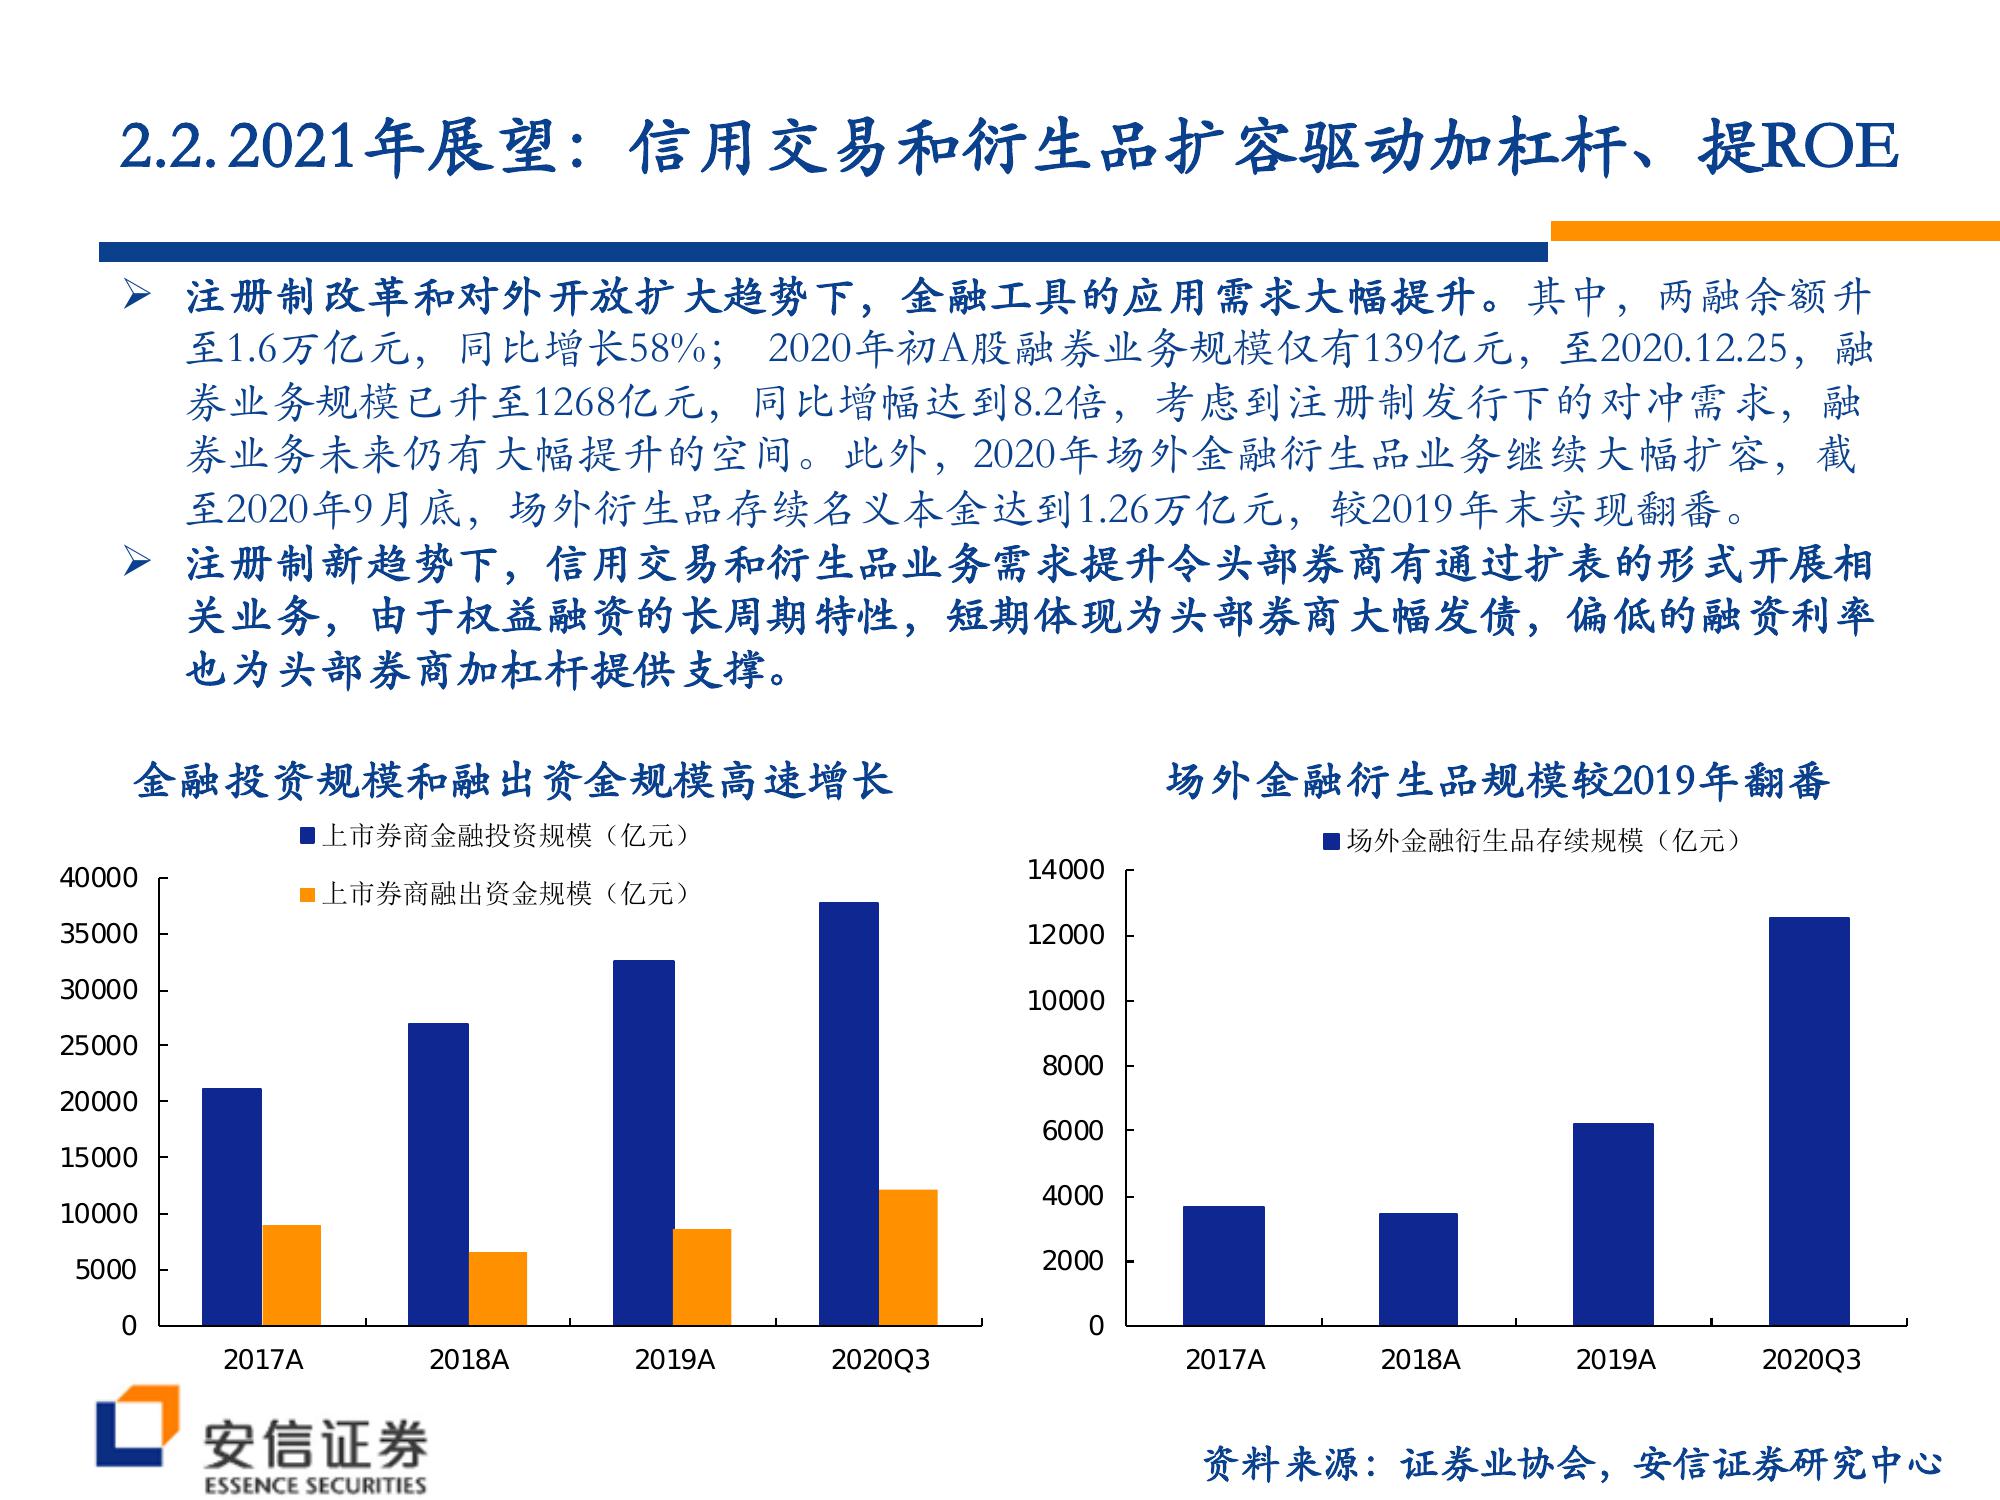 2.2. 2021年展望：信用交易和衍生品扩容驱动加杠杆、提ROE
➢ 注册制改革和对外开放扩大趋势下，金融工具的应用需求大幅提升。其中，两融余额升
至1.6万亿元，同比增长58%； 2020年初A股融券业务规模仅有139亿元，至2020.12.25，融
券业务规模已升至1268亿元，同比增幅达到8.2倍，考虑到注册制发行下的对冲需求，融
券业务未来仍有大幅提升的空间。此外，2020年场外金融衍生品业务继续大幅扩容，截
至2020年9月底，场外衍生品存续名义本金达到1.26万亿元，较2019年末实现翻番。
➢ 注册制新趋势下，信用交易和衍生品业务需求提升令头部券商有通过扩表的形式开展相
关业务，由于权益融资的长周期特性，短期体现为头部券商大幅发债，偏低的融资利率
也为头部券商加杠杆提供支撑。
金融投资规模和融出资金规模高速增长
上市券商金融投资规模（亿元）
上市券商融出资金规模（亿元）
40000
35000
30000
25000
20000
15000
10000
5000
0
2017A 2018A 2019A 2020Q3
场外金融衍生品规模较2019年翻番
场外金融衍生品存续规模（亿元）
14000
12000
10000
8000
6000
4000
2000
0
2017A 2018A 2019A 2020Q3
安信证券
ESSENCE SECURITIES
资料来源：证券业协会，安信证券研究中心